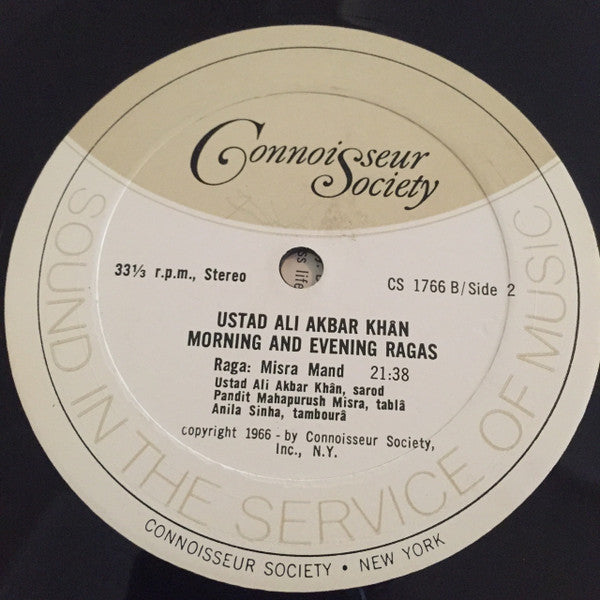 Connoisseur
Society
33⅓ r.p.m., Stereo
CS 1766 B/Side 2
USTAD ALI AKBAR KHÂN
MORNING AND EVENING RAGAS
Raga: Misra Mand 21:38
Ustad Ali Akbar Khân, sarod
Pandit Mahapurush Misra, tablâ
Anila Sinha, tambourâ
copyright 1966 - by Connoisseur Society,
Inc., N.Y.
SOUND IN THE SERVICE OF MUSIC
CONNOISSEUR SOCIETY • NEW YORK